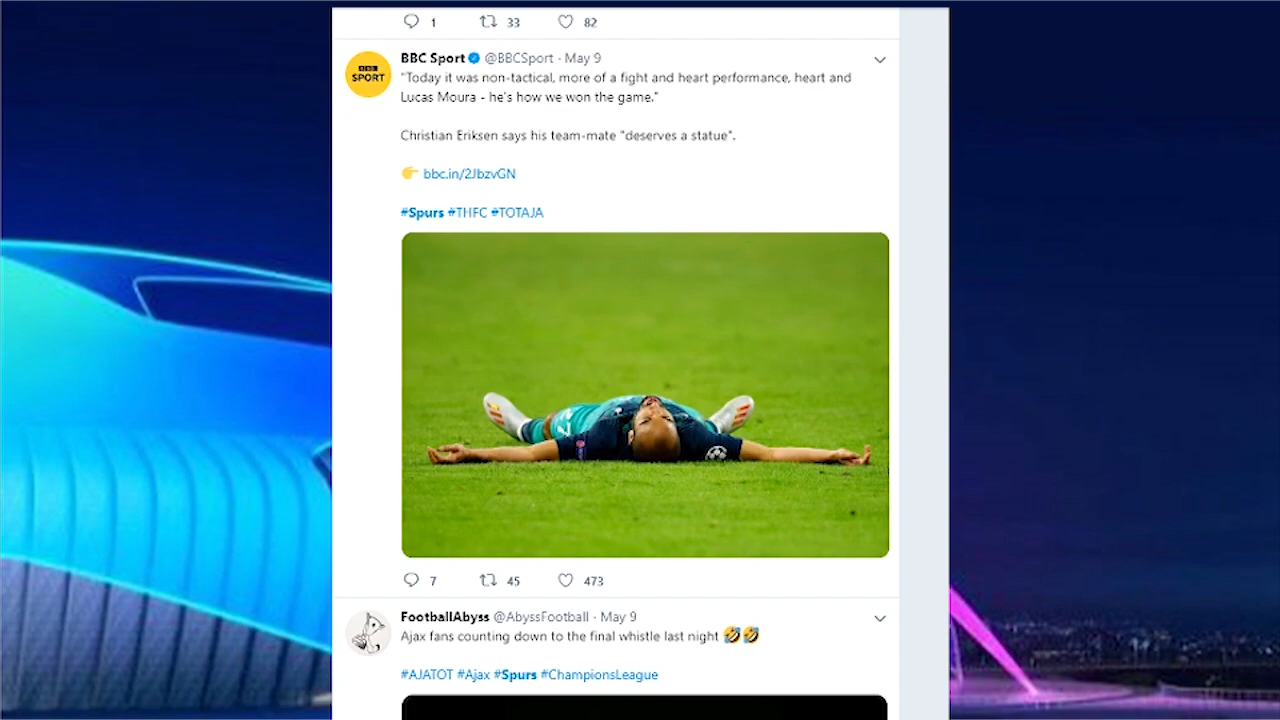 1 33 82
BBC Sport @BBCSport · May 9
BBC
SPORT
"Today it was non-tactical, more of a fight and heart performance, heart and
Lucas Moura - he's how we won the game."
Christian Eriksen says his team-mate "deserves a statue".
👉 bbc.in/2JbzvGN
#Spurs #THFC #TOTAJA
7 45 473
FootballAbyss @AbyssFootball · May 9
Ajax fans counting down to the final whistle last night 🤣🤣
#AJATOT #Ajax #Spurs #ChampionsLeague